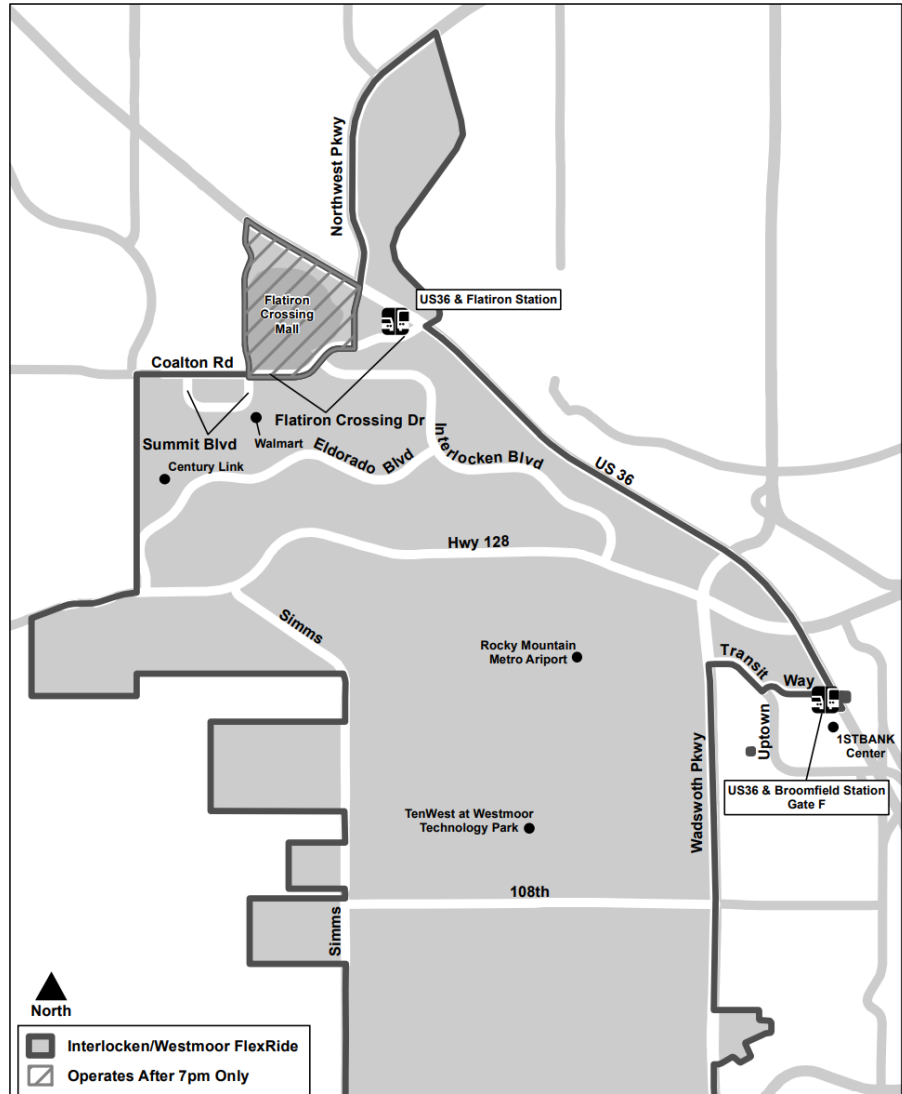 Northwest Pkwy
US36 & Flatiron Station
Flatiron
Crossing
Mall
Coalton Rd
Flatiron Crossing Dr
Summit Blvd
Walmart
Century Link
Eldorado Blvd
Interlocken Blvd
US 36
Hwy 128
Simms
Rocky Mountain
Metro Ariport
Transit Way
Uptown
1STBANK
Center
US36 & Broomfield Station
Gate F
Wadswoth Pkwy
TenWest at Westmoor
Technology Park
108th
Simms
North
Interlocken/Westmoor FlexRide
Operates After 7pm Only